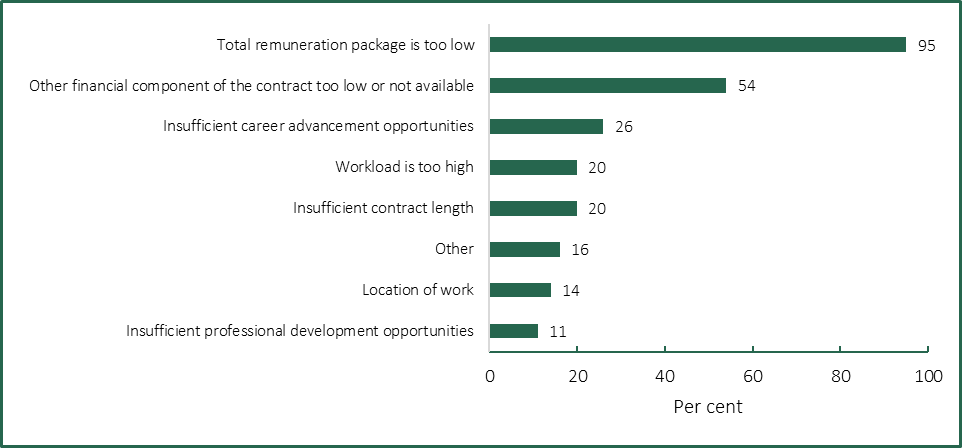 Total remuneration package is too low 95
Other financial component of the contract too low or not available 54
Insufficient career advancement opportunities 26
Workload is too high 20
Insufficient contract length 20
Other 16
Location of work 14
Insufficient professional development opportunities 11
0 20 40 60 80 100
Per cent